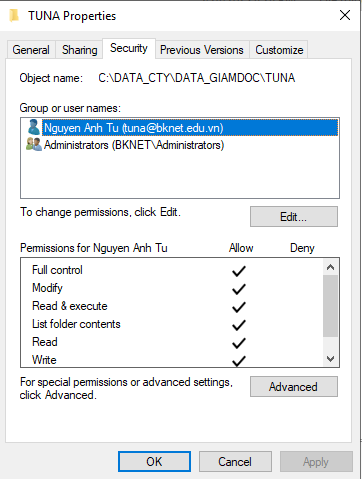 TUNA Properties
General Sharing Security Previous Versions Customize
Object name: C:\DATA_CTY\DATA_GIAMDOC\TUNA
Group or user names:
Nguyen Anh Tu (tuna@bknet.edu.vn)
Administrators (BKNET\Administrators)
To change permissions, click Edit.
Edit...
Permissions for Nguyen Anh Tu Allow Deny
Full control
Modify
Read & execute
List folder contents
Read
Write
For special permissions or advanced settings,
click Advanced.
Advanced
OK Cancel Apply